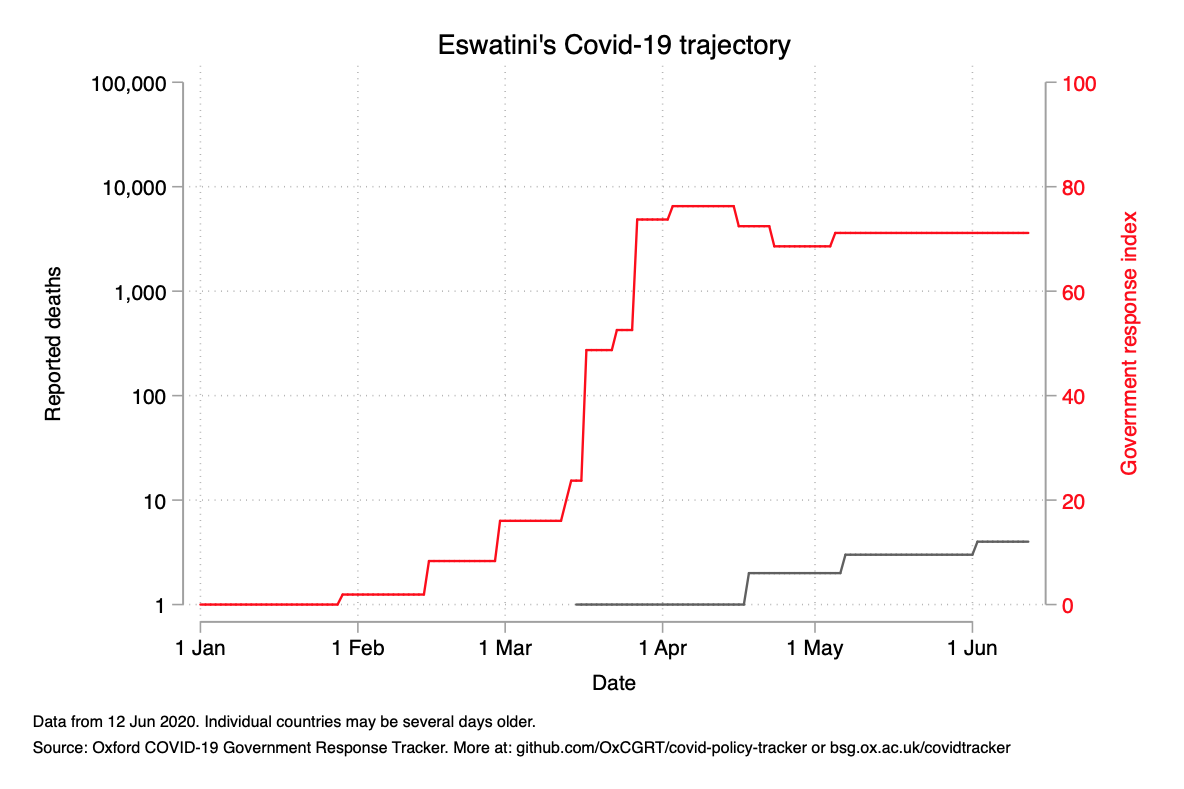 Eswatini's Covid-19 trajectory
100,000
10,000
1,000
100
10
1
Reported deaths
100
80
60
40
20
0
Government response index
1 Jan
1 Feb
1 Mar
1 Apr
1 May
1 Jun
Date
Data from 12 Jun 2020. Individual countries may be several days older.
Source: Oxford COVID-19 Government Response Tracker. More at: github.com/OxCGRT/covid-policy-tracker or bsg.ox.ac.uk/covidtracker